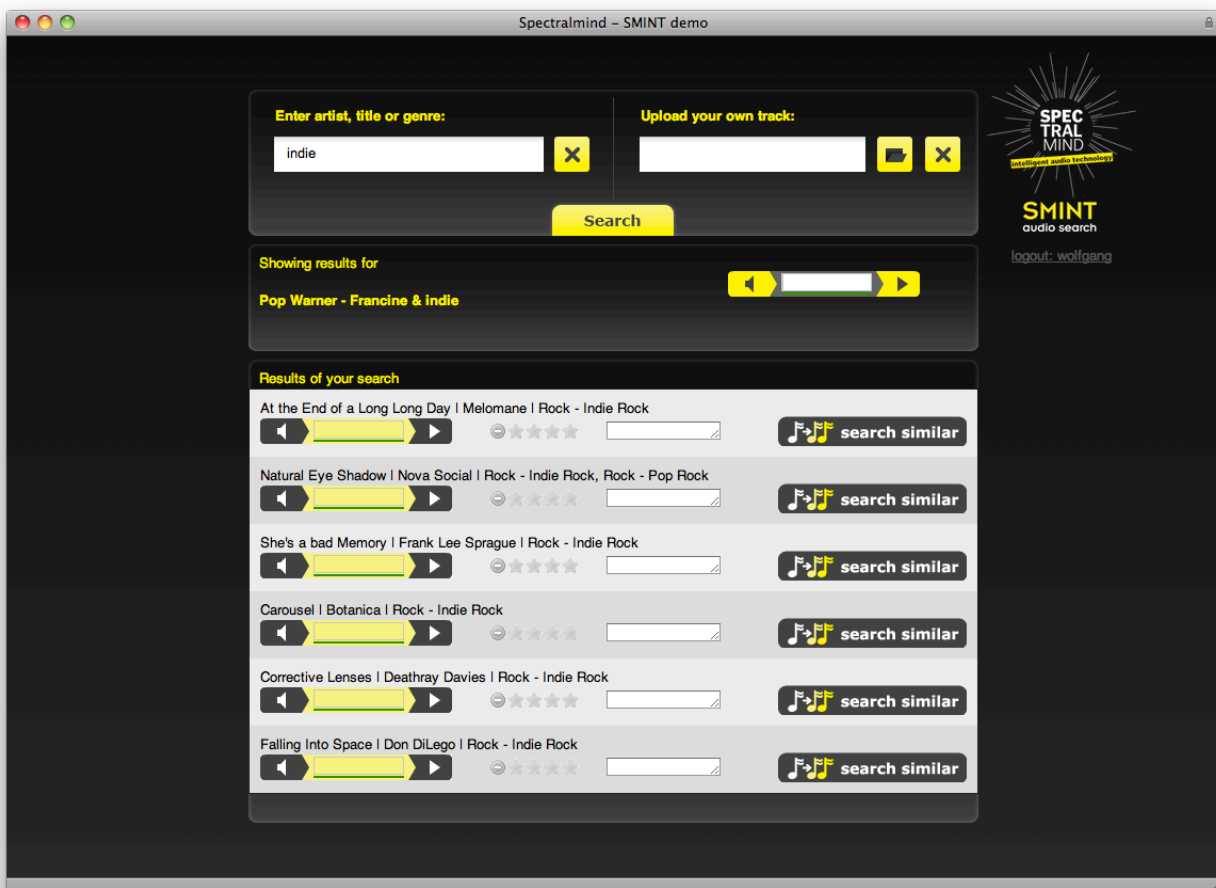 Spectralmind – SMINT demo
Enter artist, title or genre:
Upload your own track:
indie
Search
SPEC
TRAL
MIND
intelligent audio technology
SMINT
audio search
logout: wolfgang
Showing results for
Pop Warner - Francine & indie
Results of your search
At the End of a Long Long Day | Melomane | Rock - Indie Rock
search similar
Natural Eye Shadow | Nova Social | Rock - Indie Rock, Rock - Pop Rock
search similar
She's a bad Memory | Frank Lee Sprague | Rock - Indie Rock
search similar
Carousel | Botanica | Rock - Indie Rock
search similar
Corrective Lenses | Deathray Davies | Rock - Indie Rock
search similar
Falling Into Space | Don DiLego | Rock - Indie Rock
search similar